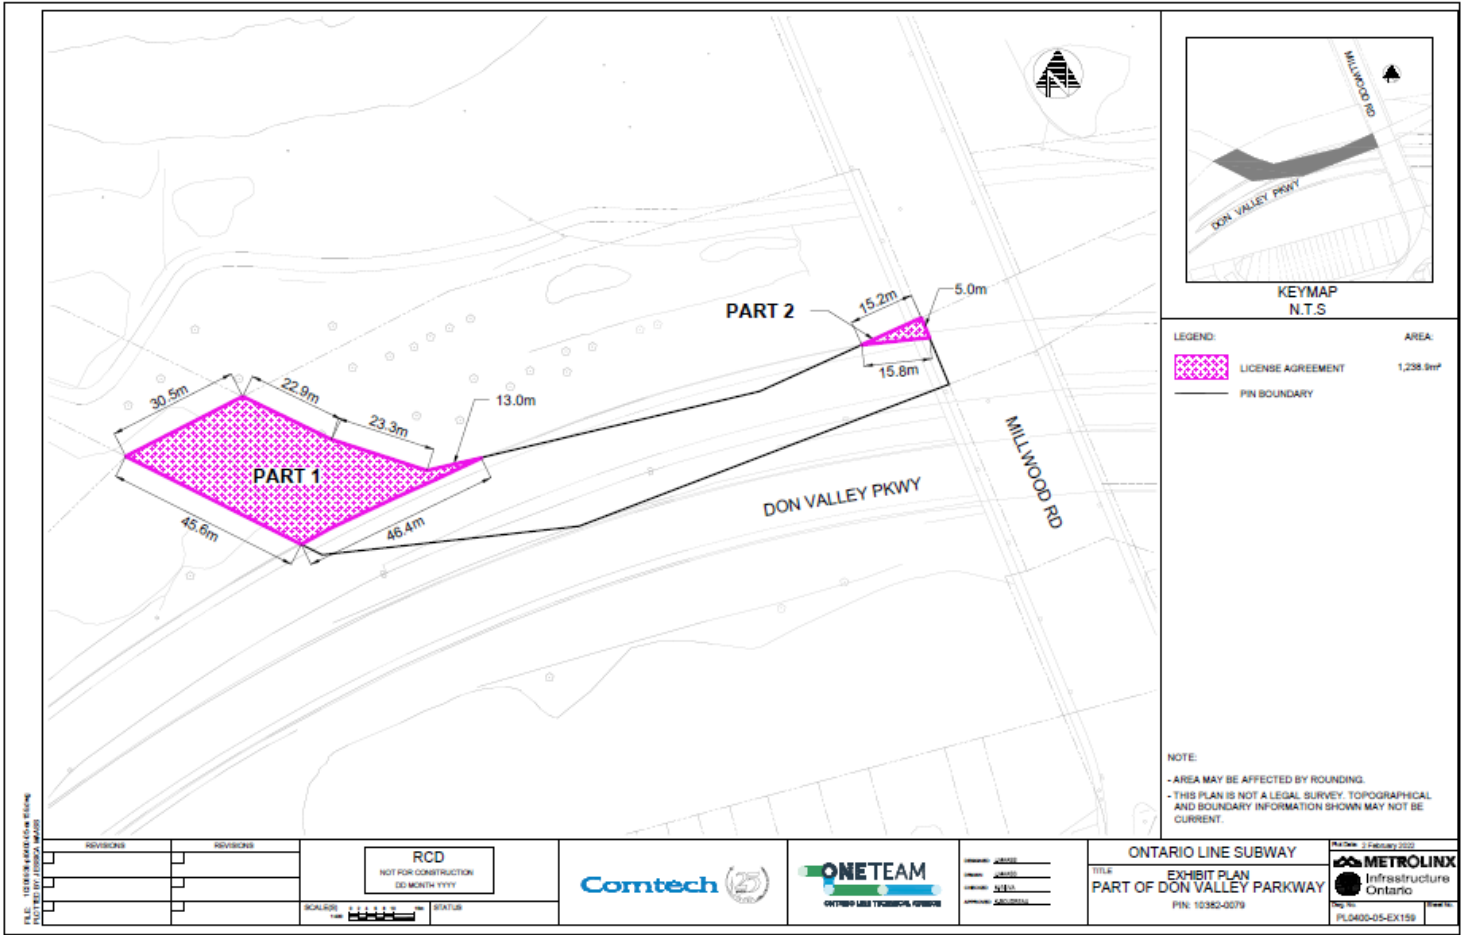 MILLWOOD RD
DON VALLEY PKWY
KEYMAP
N.T.S
LEGEND:
AREA:
LICENSE AGREEMENT
1,238.9m²
PIN BOUNDARY
15.2m
5.0m
PART 2
15.8m
30.5m
22.9m
23.3m
13.0m
PART 1
45.6m
46.4m
DON VALLEY PKWY
MILLWOOD RD
NOTE:
- AREA MAY BE AFFECTED BY ROUNDING.
- THIS PLAN IS NOT A LEGAL SURVEY. TOPOGRAPHICAL
AND BOUNDARY INFORMATION SHOWN MAY NOT BE
CURRENT.
REVISIONS
REVISIONS
RCD
NOT FOR CONSTRUCTION
DD MONTH YYYY
STATUS
Comtech 25
ONETEAM
ONTARIO LINE SUBWAY
TITLE
EXHIBIT PLAN
PART OF DON VALLEY PARKWAY
PIN: 10382-0079
Plot Date: 2 February 2022
METROLINX
Infrastructure
Ontario
PL0400-05-EX159